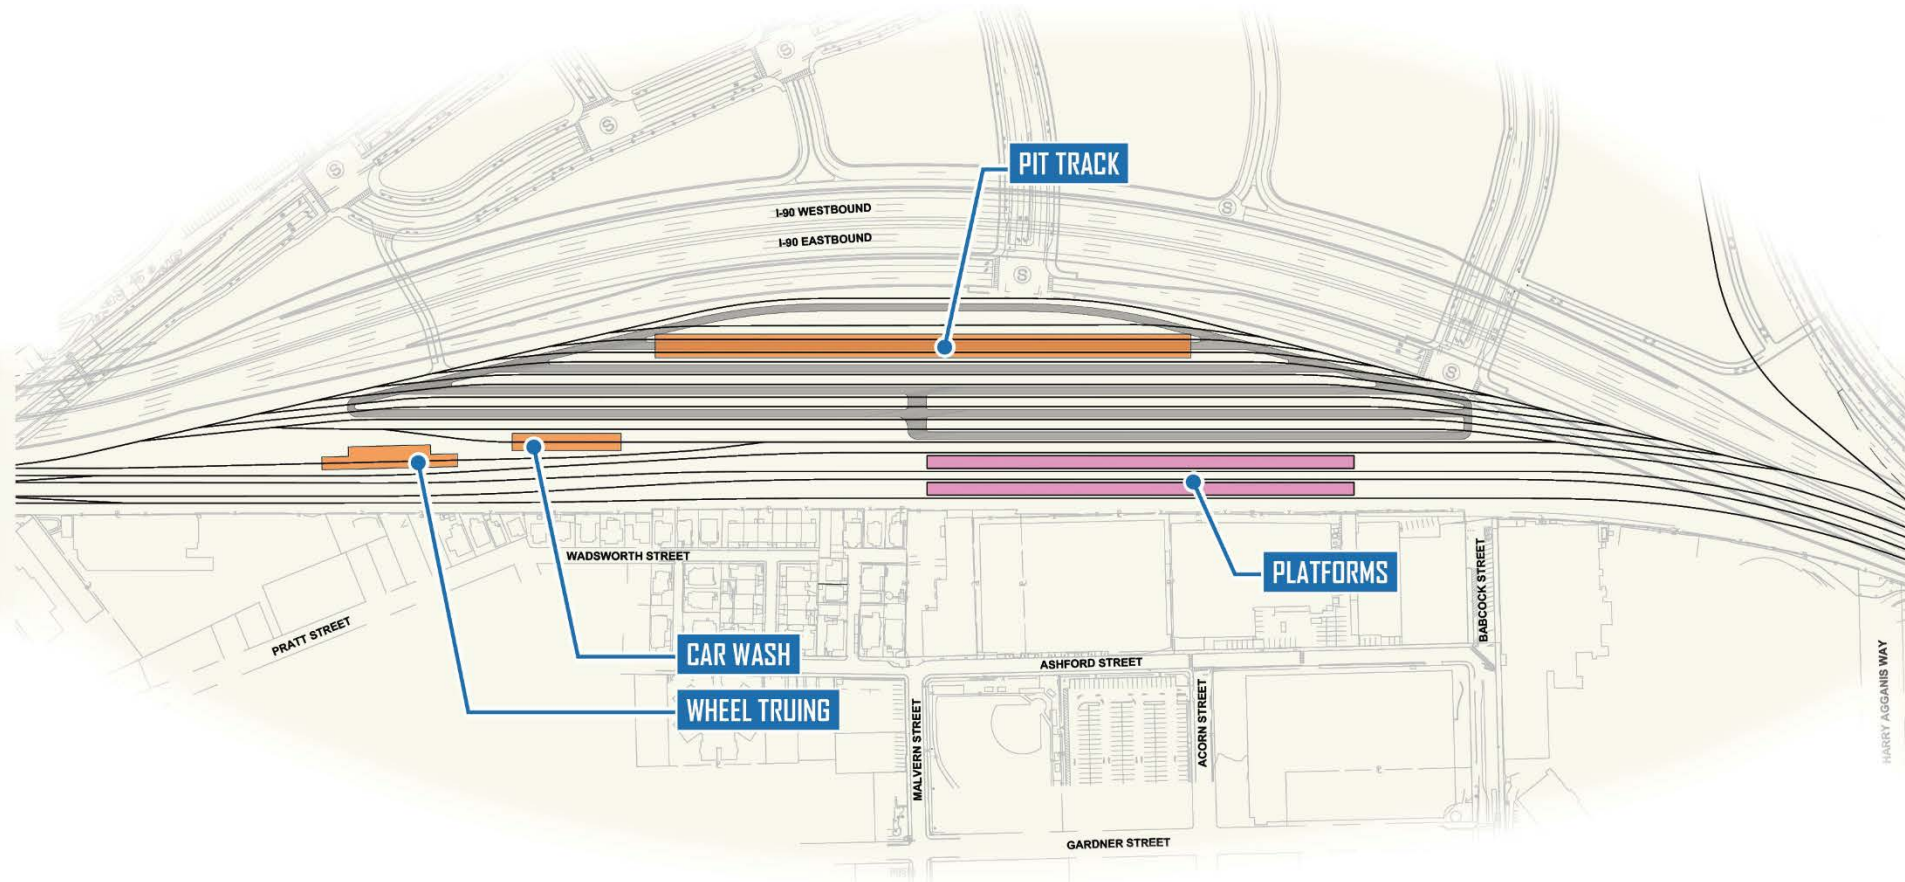 PIT TRACK
I-90 WESTBOUND
I-90 EASTBOUND
S
S
S
S
S
S
WADSWORTH STREET
PLATFORMS
BABCOCK STREET
PRATT STREET
CAR WASH
ASHFORD STREET
WHEEL TRUING
MALVERN STREET
ACORN STREET
HARRY AGGANIS WAY
GARDNER STREET